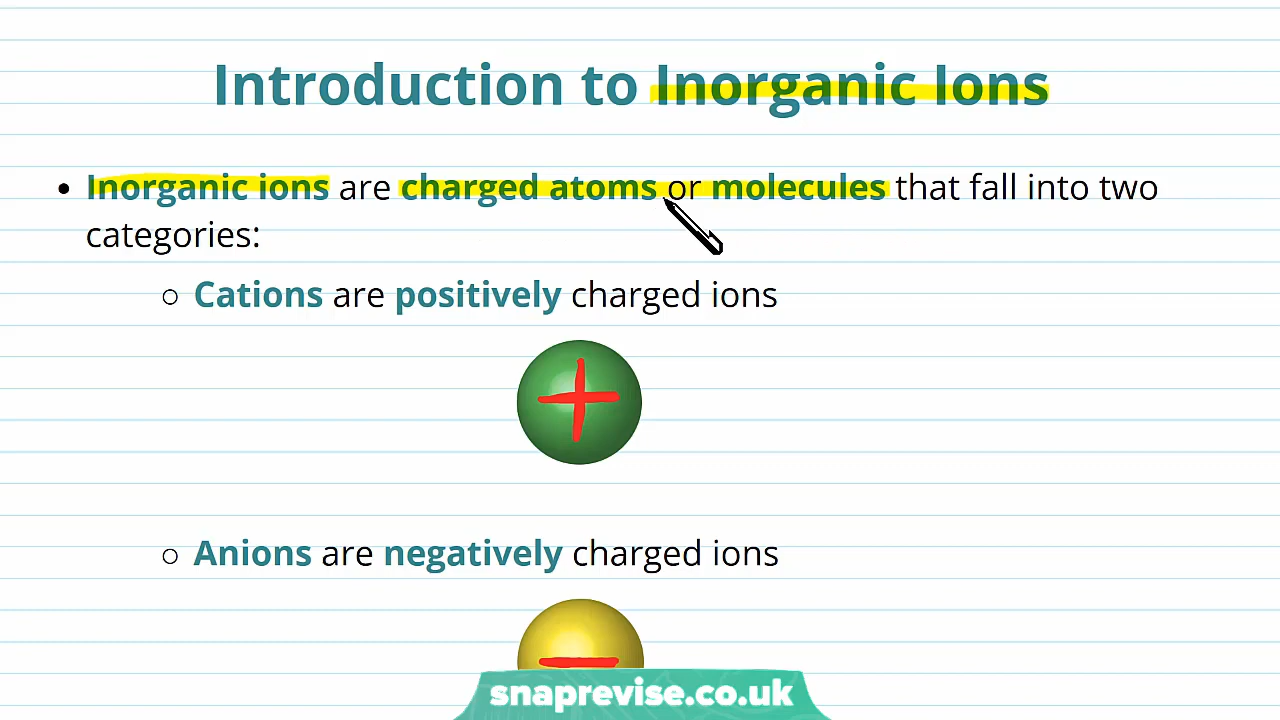 Introduction to Inorganic Ions
• Inorganic ions are charged atoms or molecules that fall into two
categories:
○ Cations are positively charged ions
+
○ Anions are negatively charged ions
−
snaprevise.co.uk